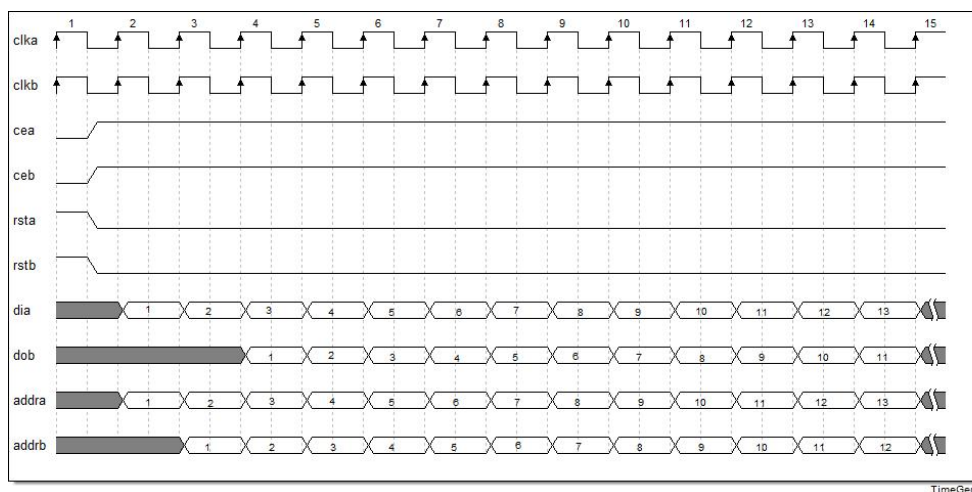 1 2 3 4 5 6 7 8 9 10 11 12 13 14 15
clka
clkb
cea
ceb
rsta
rstb
dia 1 2 3 4 5 6 7 8 9 10 11 12 13
dob 1 2 3 4 5 6 7 8 9 10 11
addra 1 2 3 4 5 6 7 8 9 10 11 12 13
addrb 1 2 3 4 5 6 7 8 9 10 11 12